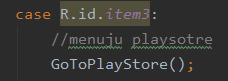 case R.id.item3:
//menuju playsotre
GoToPlayStore();